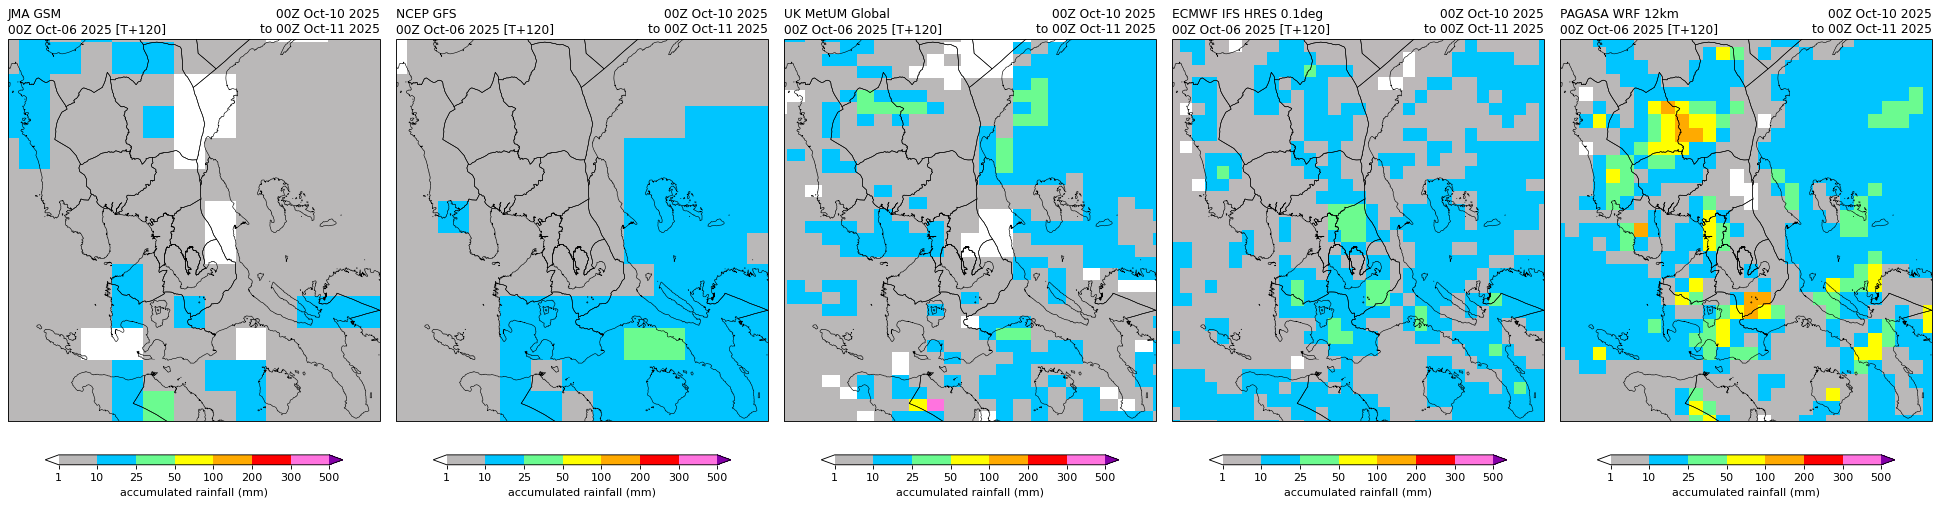 JMA GSM 00Z Oct-10 2025
00Z Oct-06 2025 [T+120] to 00Z Oct-11 2025
1 10 25 50 100 200 300 500
accumulated rainfall (mm)
NCEP GFS 00Z Oct-10 2025
00Z Oct-06 2025 [T+120] to 00Z Oct-11 2025
1 10 25 50 100 200 300 500
accumulated rainfall (mm)
UK MetUM Global 00Z Oct-10 2025
00Z Oct-06 2025 [T+120] to 00Z Oct-11 2025
1 10 25 50 100 200 300 500
accumulated rainfall (mm)
ECMWF IFS HRES 0.1deg 00Z Oct-10 2025
00Z Oct-06 2025 [T+120] to 00Z Oct-11 2025
1 10 25 50 100 200 300 500
accumulated rainfall (mm)
PAGASA WRF 12km 00Z Oct-10 2025
00Z Oct-06 2025 [T+120] to 00Z Oct-11 2025
1 10 25 50 100 200 300 500
accumulated rainfall (mm)